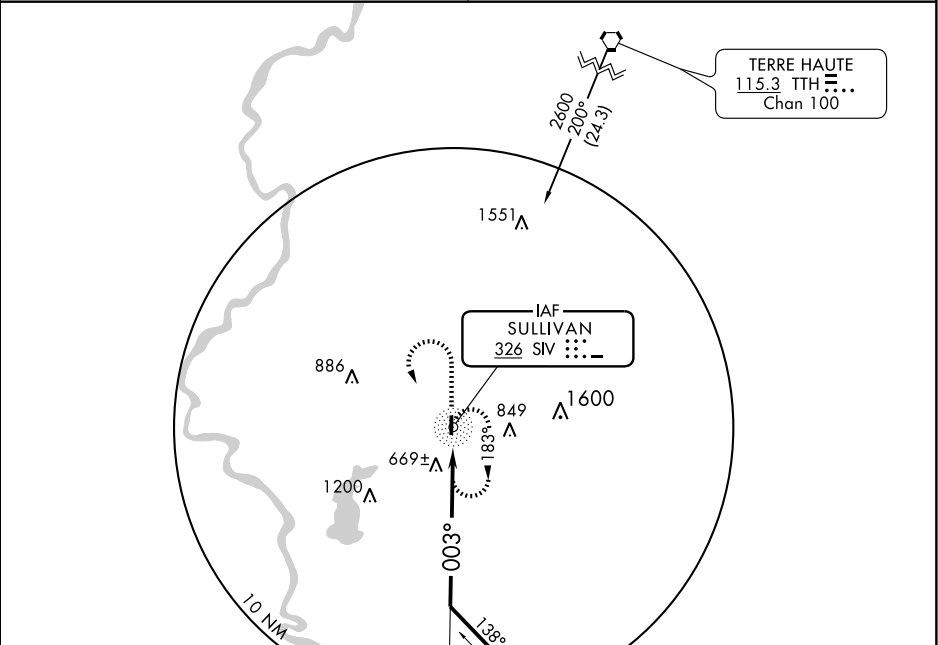 TERRE HAUTE
115.3 TTH
Chan 100
2600
200°
(24.3)
1551
IAF
SULLIVAN
326 SIV
886
849
1600
183°
669±
1200
003°
10 NM
138°